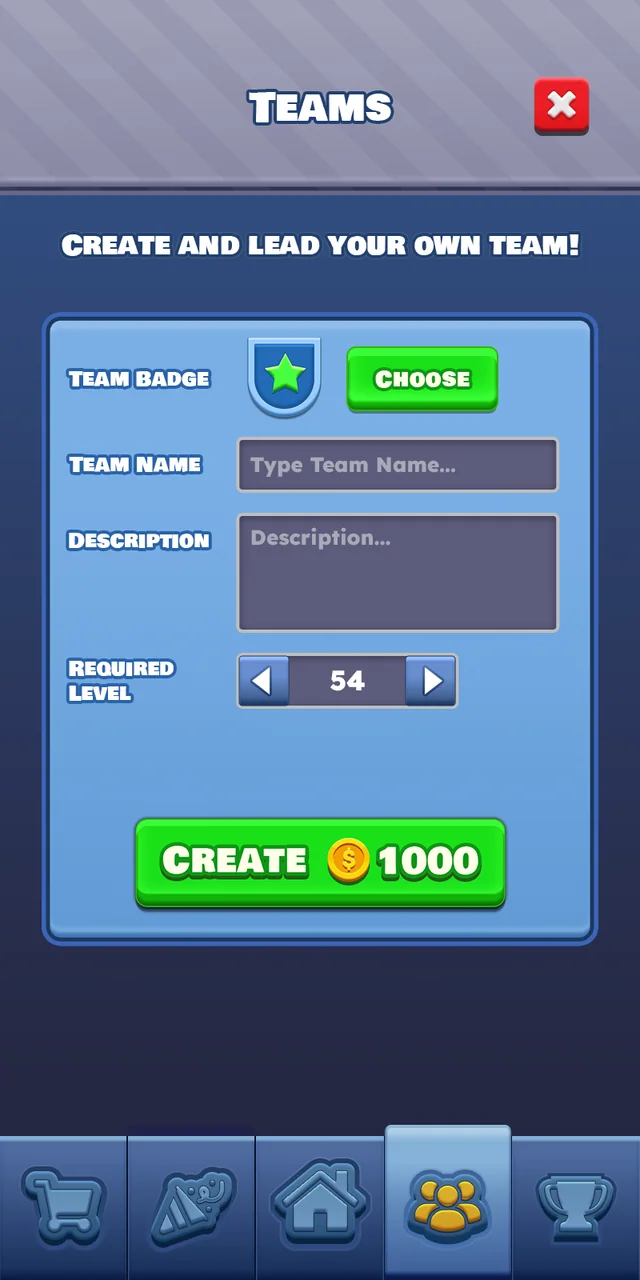 TEAMS
CREATE AND LEAD YOUR OWN TEAM!
TEAM BADGE
CHOOSE
TEAM NAME
Type Team Name...
DESCRIPTION
Description...
REQUIRED
LEVEL
54
CREATE $ 1000